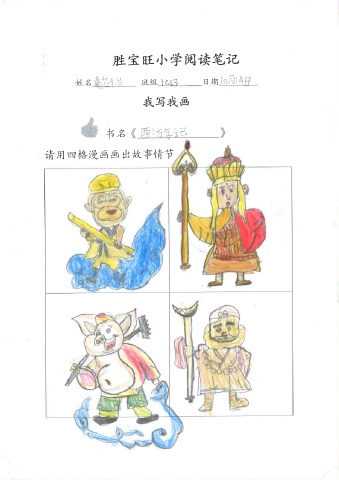 胜宝旺小学阅读笔记
姓名 班级 日期
我写我画
书名《西游记》
请用四格漫画画出故事情节